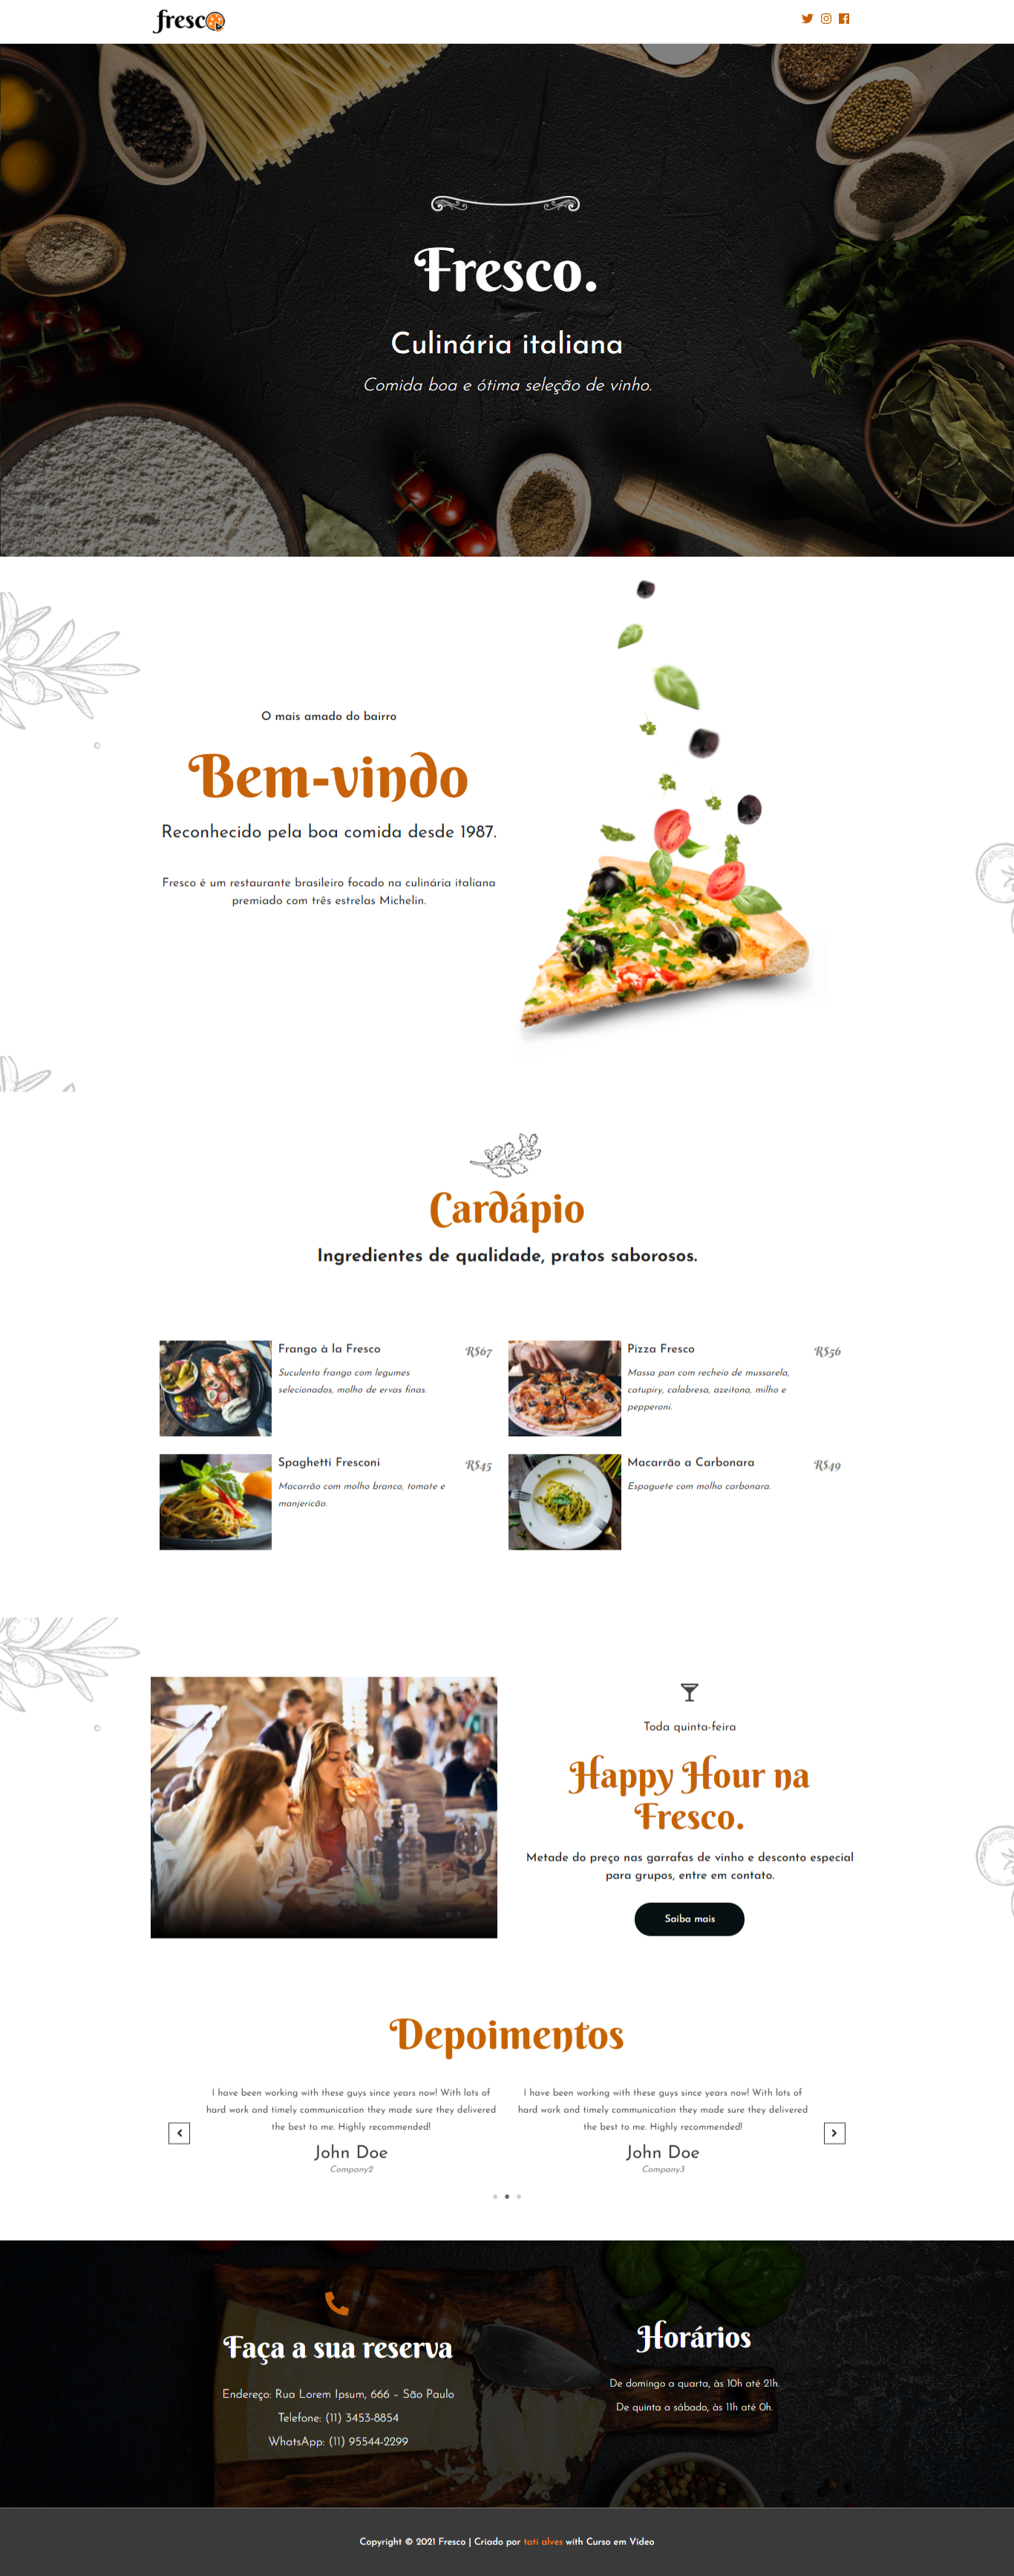 fresco
Fresco.
Culinária italiana
Comida boa e ótima seleção de vinho.
O mais amado do bairro
Bem-vindo
Reconhecido pela boa comida desde 1987.
Fresco é um restaurante brasileiro focado na culinária italiana
premiado com três estrelas Michelin.
Cardápio
Ingredientes de qualidade, pratos saborosos.
Frango à la Fresco
R$67
Suculento frango com legumes
selecionados, molho de ervas finas.
Pizza Fresco
R$56
Massa pan com recheio de mussarela,
catupiry, calabresa, azeitona, milho e
pepperoni.
Spaghetti Fresconi
R$45
Macarrão com molho branco, tomate e
manjericão.
Macarrão a Carbonara
R$49
Espaguete com molho carbonara.
Toda quinta-feira
Happy Hour na
Fresco.
Metade do preço nas garrafas de vinho e desconto especial
para grupos, entre em contato.
Saiba mais
Depoimentos
I have been working with these guys since years now! With lots of
hard work and timely communication they made sure they delivered
the best to me. Highly recommended!
John Doe
Company2
I have been working with these guys since years now! With lots of
hard work and timely communication they made sure they delivered
the best to me. Highly recommended!
John Doe
Company3
Faça a sua reserva
Endereço: Rua Lorem Ipsum, 666 – São Paulo
Telefone: (11) 3453-8854
WhatsApp: (11) 95544-2299
Horários
De domingo a quarta, às 10h até 21h.
De quinta a sábado, às 11h até 0h.
Copyright © 2021 Fresco | Criado por tati alves with Curso em Vídeo